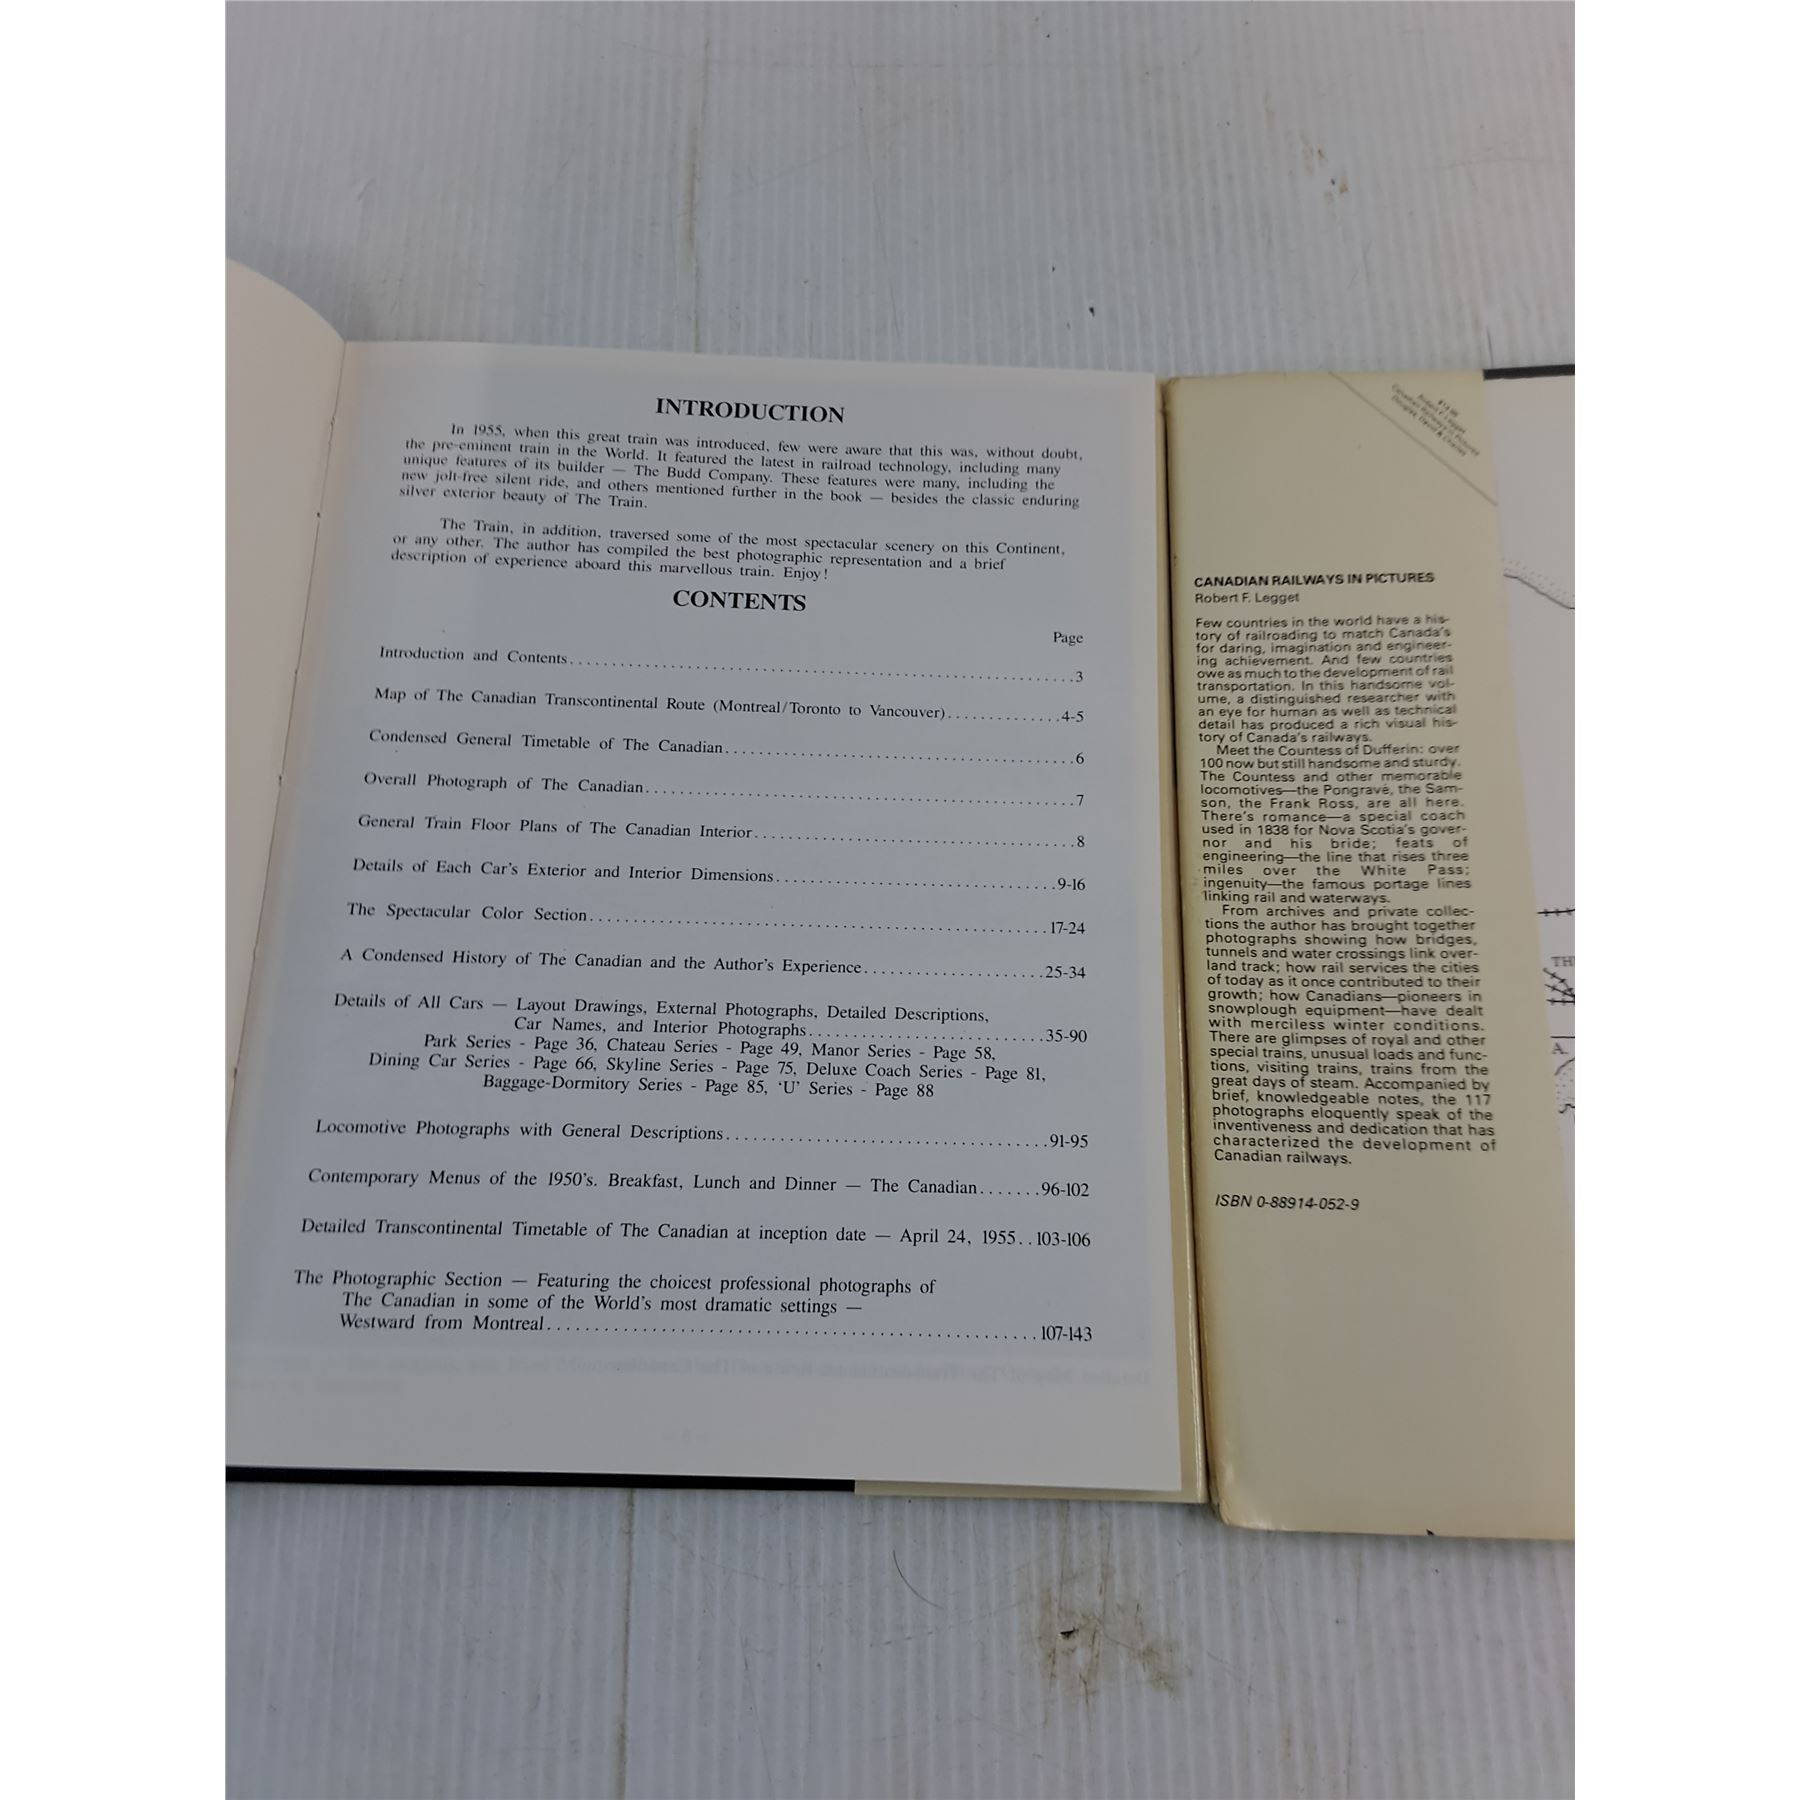 INTRODUCTION
In 1955, when this great train was introduced, few were aware that this was, without doubt,
the pre-eminent train in the World. It featured the latest in railroad technology, including many
unique features of its builder — The Budd Company. These features were many, including the
new jolt-free silent ride, and others mentioned further in the book — besides the classic enduring
silver exterior beauty of The Train.
The Train, in addition, traversed some of the most spectacular scenery on this Continent,
or any other. The author has compiled the best photographic representation and a brief
description of experience aboard this marvellous train. Enjoy!
CONTENTS
Page
Introduction and Contents..........3
Map of The Canadian Transcontinental Route (Montreal/Toronto to Vancouver)..........4-5
Condensed General Timetable of The Canadian..........6
Overall Photograph of The Canadian..........7
General Train Floor Plans of The Canadian Interior..........8
Details of Each Car's Exterior and Interior Dimensions..........9-16
The Spectacular Color Section..........17-24
A Condensed History of The Canadian and the Author's Experience..........25-34
Details of All Cars — Layout Drawings, External Photographs, Detailed Descriptions,
Car Names, and Interior Photographs..........35-90
Park Series - Page 36, Chateau Series - Page 49, Manor Series - Page 58,
Dining Car Series - Page 66, Skyline Series - Page 75, Deluxe Coach Series - Page 81,
Baggage-Dormitory Series - Page 85, 'U' Series - Page 88
Locomotive Photographs with General Descriptions..........91-95
Contemporary Menus of the 1950's. Breakfast, Lunch and Dinner — The Canadian.......96-102
Detailed Transcontinental Timetable of The Canadian at inception date — April 24, 1955..103-106
The Photographic Section — Featuring the choicest professional photographs of
The Canadian in some of the World's most dramatic settings —
Westward from Montreal..........107-143
$14.95
Robert F. Legget
Canadian Railways in Pictures
Douglas, David & Charles
CANADIAN RAILWAYS IN PICTURES
Robert F. Legget
Few countries in the world have a his-
tory of railroading to match Canada's
for daring, imagination and engineer-
ing achievement. And few countries
owe as much to the development of rail
transportation. In this handsome vol-
ume, a distinguished researcher with
an eye for human as well as technical
detail has produced a rich visual his-
tory of Canada's railways.
Meet the Countess of Dufferin: over
100 now but still handsome and sturdy.
The Countess and other memorable
locomotives—the Pongrave, the Sam-
son, the Frank Ross, are all here.
There's romance—a special coach
used in 1838 for Nova Scotia's gover-
nor and his bride; feats of
engineering—the line that rises three
miles over the White Pass;
ingenuity—the famous portage lines
linking rail and waterways.
From archives and private collec-
tions the author has brought together
photographs showing how bridges,
tunnels and water crossings link over-
land track; how rail services the cities
of today as it once contributed to their
growth; how Canadians—pioneers in
snowplough equipment—have dealt
with merciless winter conditions.
There are glimpses of royal and other
special trains, unusual loads and func-
tions, visiting trains, trains from the
great days of steam. Accompanied by
brief, knowledgeable notes, the 117
photographs eloquently speak of the
inventiveness and dedication that has
characterized the development of
Canadian railways.
ISBN 0-88914-052-9
TH
A.